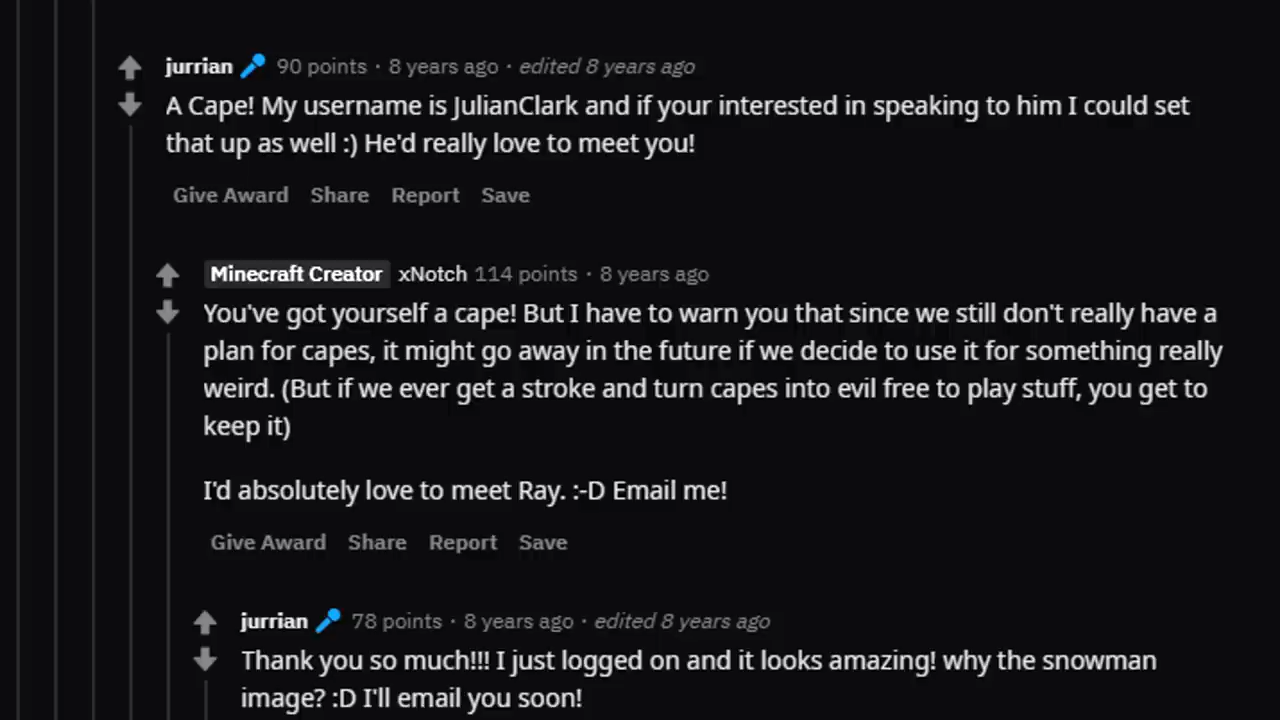 jurrian 90 points · 8 years ago · edited 8 years ago
A Cape! My username is JulianClark and if your interested in speaking to him I could set
that up as well :) He'd really love to meet you!
Give Award Share Report Save
Minecraft Creator xNotch 114 points · 8 years ago
You've got yourself a cape! But I have to warn you that since we still don't really have a
plan for capes, it might go away in the future if we decide to use it for something really
weird. (But if we ever get a stroke and turn capes into evil free to play stuff, you get to
keep it)
I'd absolutely love to meet Ray. :-D Email me!
Give Award Share Report Save
jurrian 78 points · 8 years ago · edited 8 years ago
Thank you so much!!! I just logged on and it looks amazing! why the snowman
image? :D I'll email you soon!